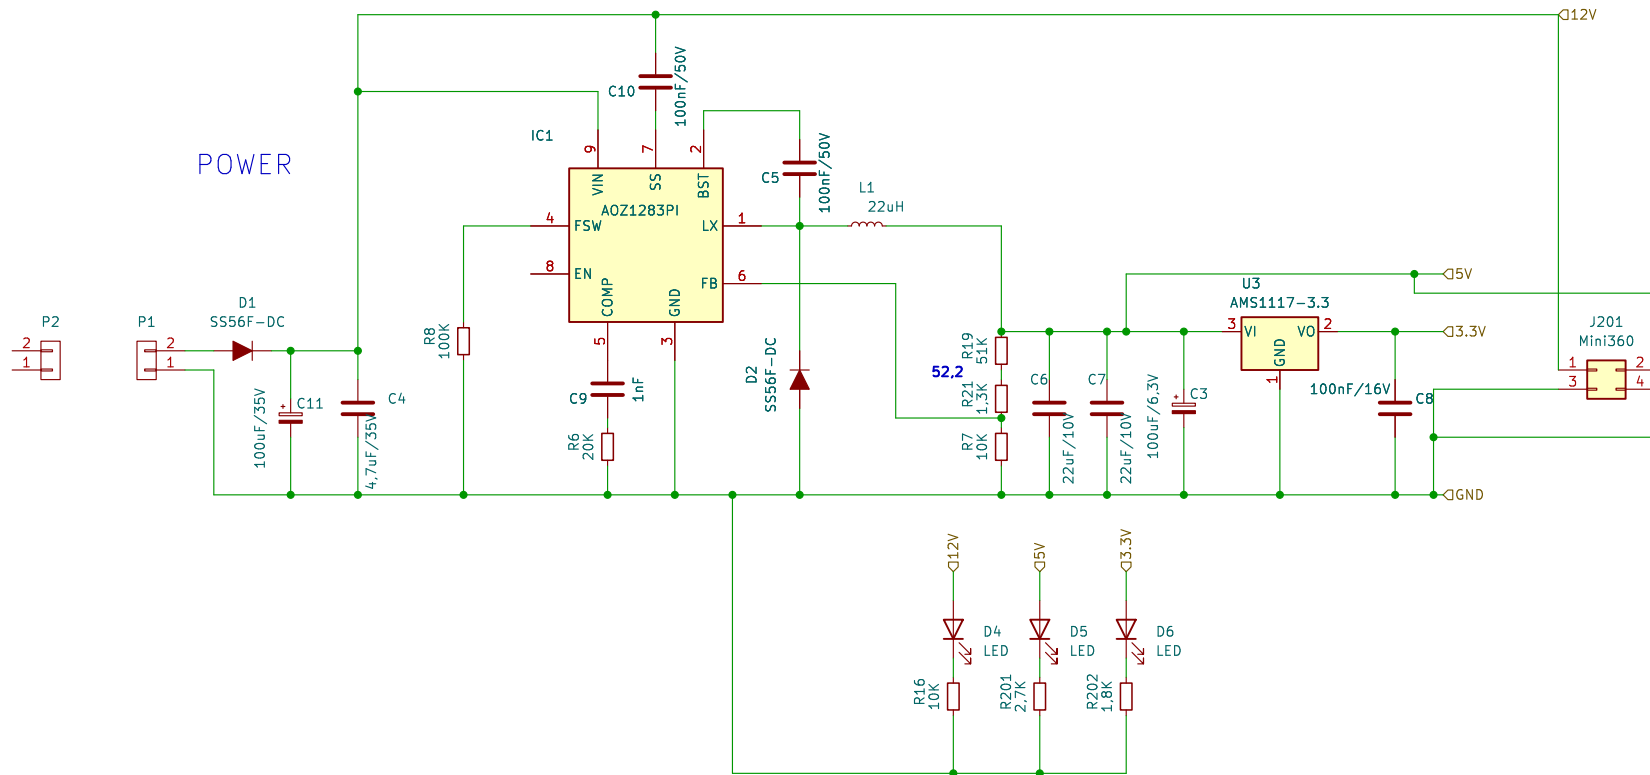 12V
C10
100nF/50V
IC1
9
7
2
POWER
VIN
SS
BST
C5
100nF/50V
AOZ1283PI
L1
22uH
4
FSW
LX
1
8
EN
FB
6
COMP
GND
5
3
5V
U3
AMS1117-3.3
3
VI
VO
2
GND
1
3.3V
D1
SS56F-DC
P2
2
1
P1
2
1
R8
100K
C11
100uF/35V
C4
4,7uF/35V
C9
1nF
R6
20K
D2
SS56F-DC
52,2
R19
51K
R21
1,3K
R7
10K
C6
22uF/10V
C7
22uF/10V
C3
100uF/6,3V
100nF/16V
C8
J201
Mini360
1
2
3
4
GND
12V
5V
3.3V
D4
LED
D5
LED
D6
LED
R16
10K
R201
2,7K
R202
1,8K